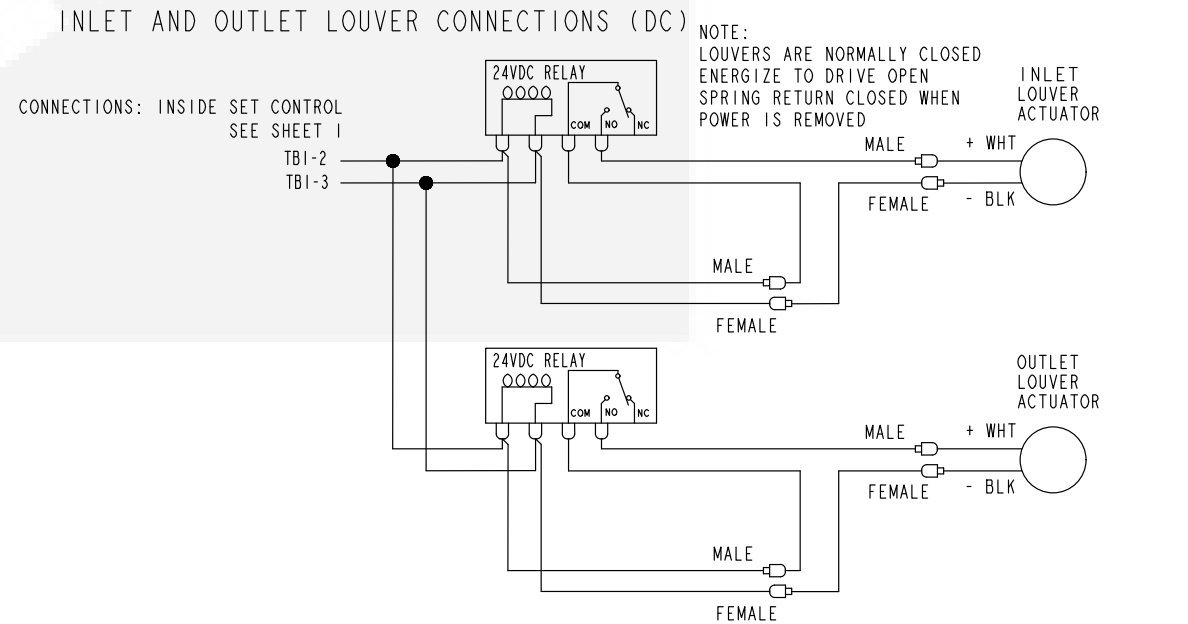 INLET AND OUTLET LOUVER CONNECTIONS (DC)
NOTE:
LOUVERS ARE NORMALLY CLOSED
ENERGIZE TO DRIVE OPEN
SPRING RETURN CLOSED WHEN
POWER IS REMOVED
CONNECTIONS: INSIDE SET CONTROL
SEE SHEET 1
TB1-2
TB1-3
24VDC RELAY
COM NO NC
INLET
LOUVER
ACTUATOR
MALE
+ WHT
FEMALE
- BLK
MALE
FEMALE
24VDC RELAY
COM NO NC
OUTLET
LOUVER
ACTUATOR
MALE
+ WHT
FEMALE
- BLK
MALE
FEMALE